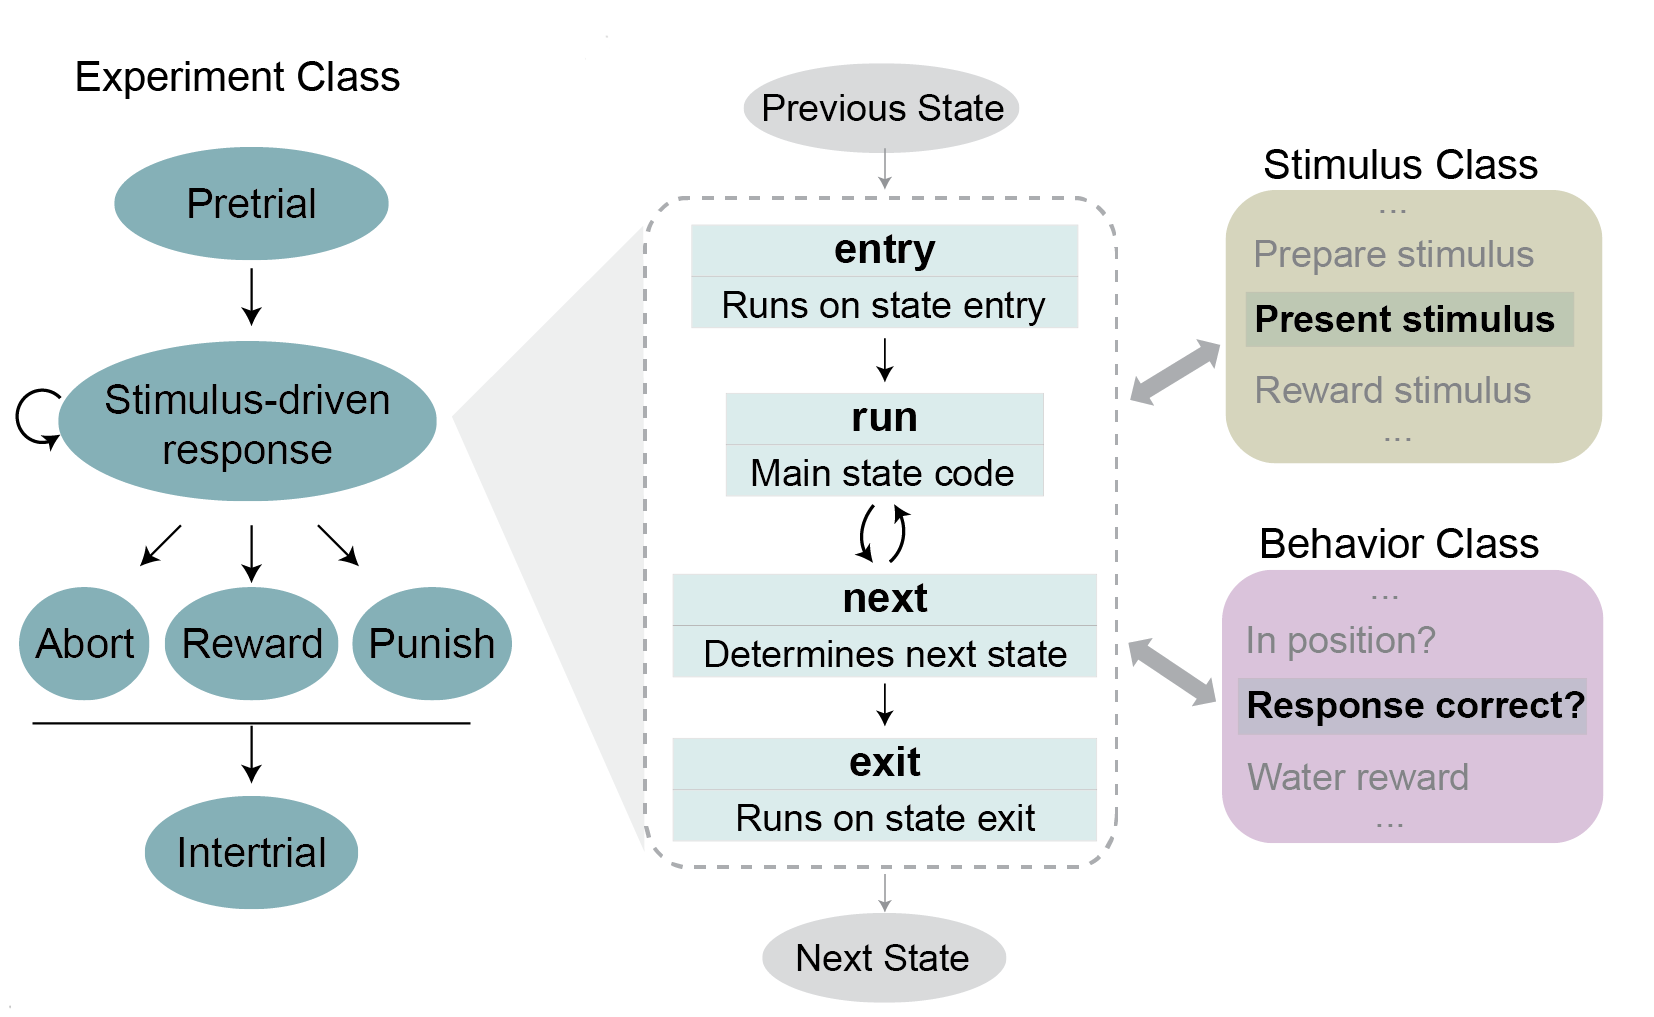 Experiment Class
Pretrial
Stimulus-driven
response
Abort
Reward
Punish
Intertrial
Previous State
entry
Runs on state entry
run
Main state code
next
Determines next state
exit
Runs on state exit
Next State
Stimulus Class
...
Prepare stimulus
Present stimulus
Reward stimulus
...
Behavior Class
...
In position?
Response correct?
Water reward
...